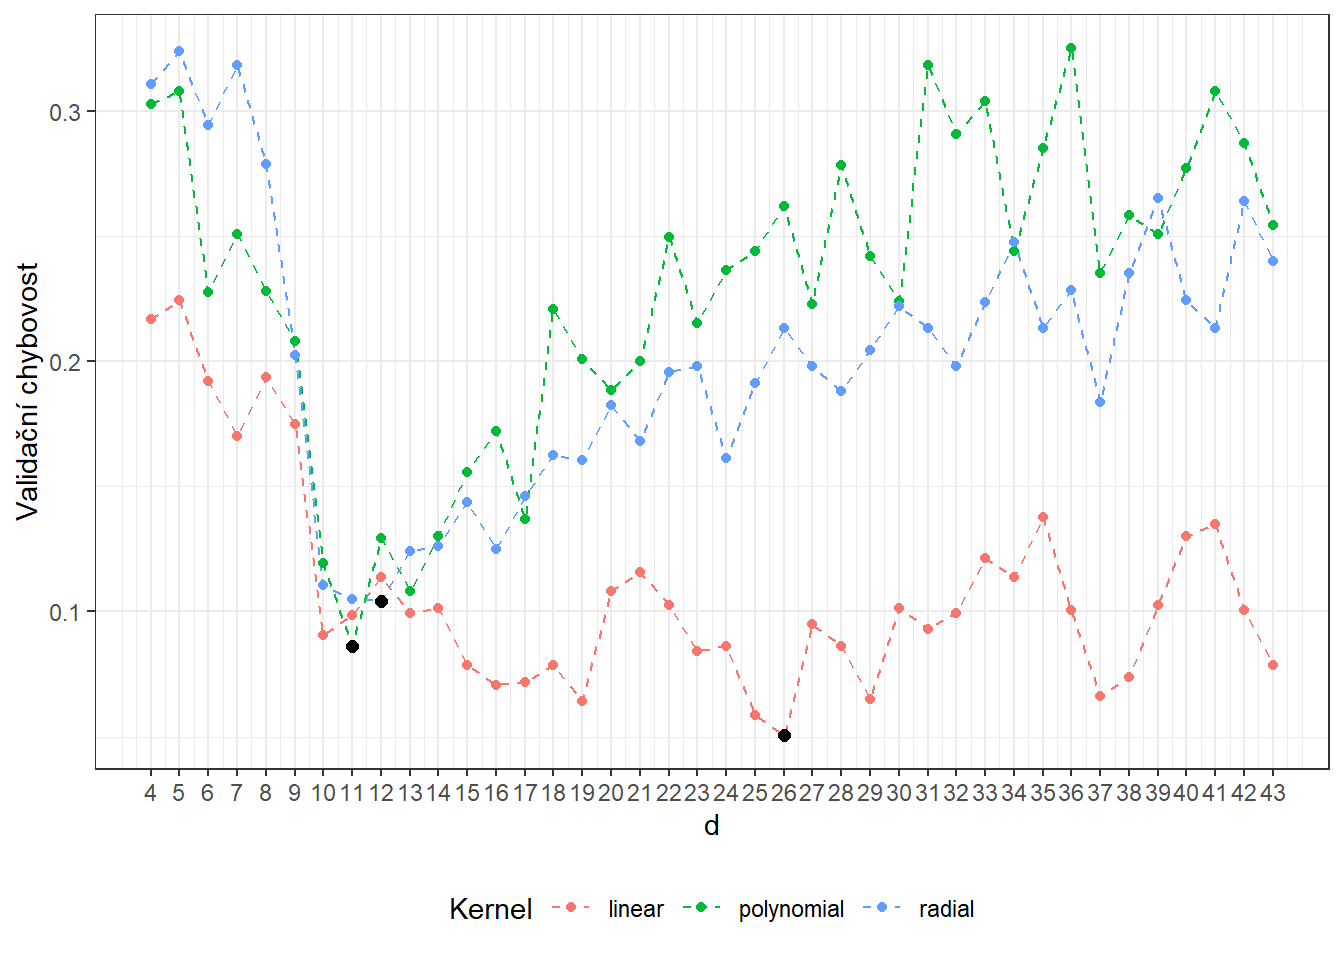 Validační chybovost
0.3
0.2
0.1
4 5 6 7 8 9 10 11 12 13 14 15 16 17 18 19 20 21 22 23 24 25 26 27 28 29 30 31 32 33 34 35 36 37 38 39 40 41 42 43
d
Kernel linear polynomial radial